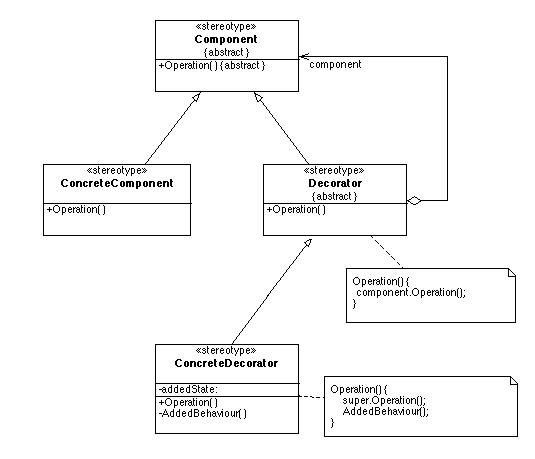 «stereotype»
Component
{abstract}
+Operation(){abstract}
component
«stereotype»
ConcreteComponent
+Operation()
«stereotype»
Decorator
{abstract}
+Operation()
Operation(){
component.Operation();
}
«stereotype»
ConcreteDecorator
-addedState:
+Operation()
-AddedBehaviour()
Operation(){
super.Operation();
AddedBehaviour();
}